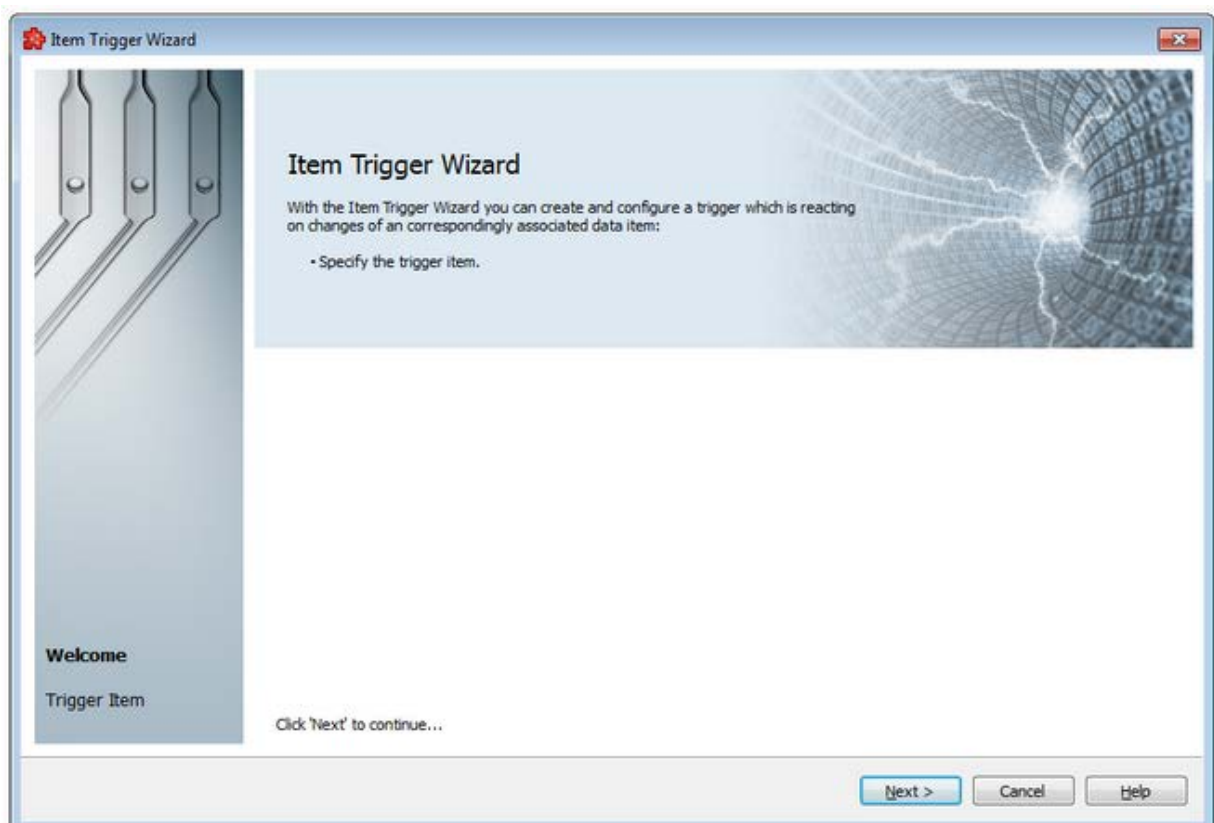 Item Trigger Wizard
Item Trigger Wizard
With the Item Trigger Wizard you can create and configure a trigger which is reacting
on changes of an correspondingly associated data item:
• Specify the trigger item.
Welcome
Trigger Item
Click 'Next' to continue...
Next >
Cancel
Help